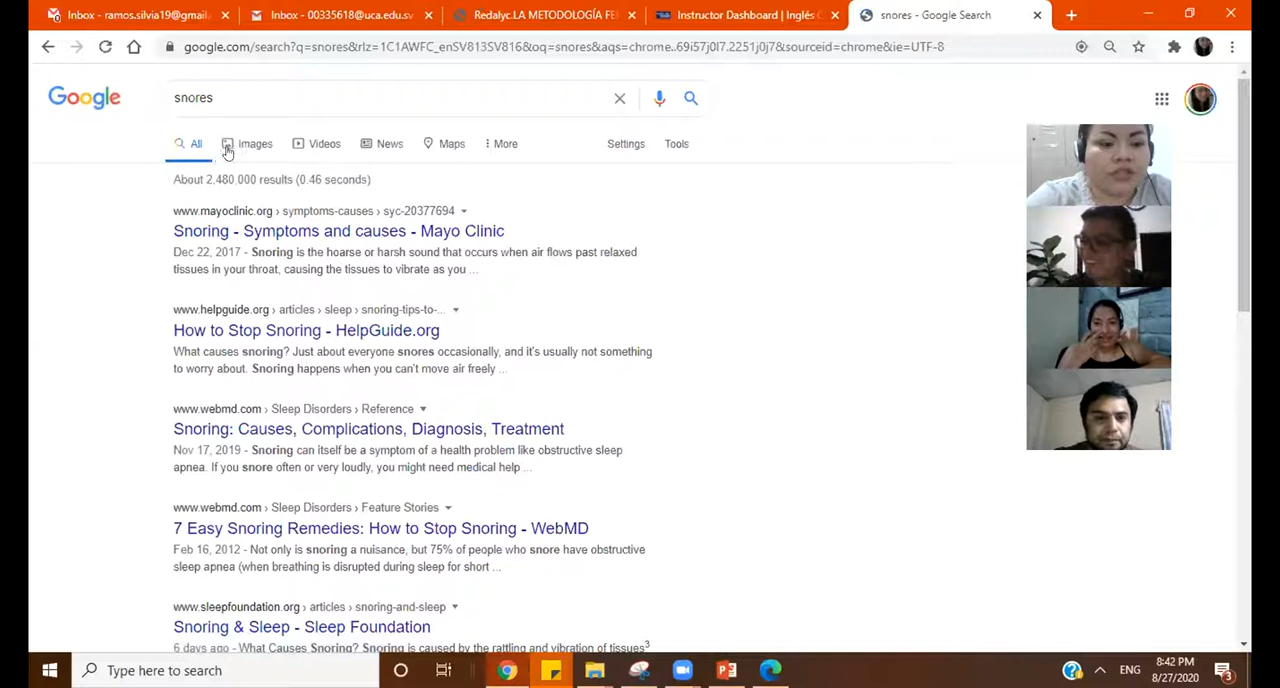 Inbox - ramos.silvia19@gmail.
Inbox - 00335618@uca.edu.sv
Redalyc.LA METODOLOGÍA FE
Instructor Dashboard | Inglés
snores - Google Search
google.com/search?q=snores&rlz=1C1AWFC_enSV813SV816&oq=snores&aqs=chrome..69i57j0l7.2251j0j7&sourceid=chrome&ie=UTF-8
Google
snores
All
Images
Videos
News
Maps
More
Settings
Tools
About 2,480,000 results (0.46 seconds)
www.mayoclinic.org › symptoms-causes › syc-20377694
Snoring - Symptoms and causes - Mayo Clinic
Dec 22, 2017 - Snoring is the hoarse or harsh sound that occurs when air flows past relaxed
tissues in your throat, causing the tissues to vibrate as you ...
www.helpguide.org › articles › sleep › snoring-tips-to-...
How to Stop Snoring - HelpGuide.org
What causes snoring? Just about everyone snores occasionally, and it's usually not something
to worry about. Snoring happens when you can't move air freely ...
www.webmd.com › Sleep Disorders › Reference
Snoring: Causes, Complications, Diagnosis, Treatment
Nov 17, 2019 - Snoring can itself be a symptom of a health problem like obstructive sleep
apnea. If you snore often or very loudly, you might need medical help ...
www.webmd.com › Sleep Disorders › Feature Stories
7 Easy Snoring Remedies: How to Stop Snoring - WebMD
Feb 16, 2012 - Not only is snoring a nuisance, but 75% of people who snore have obstructive
sleep apnea (when breathing is disrupted during sleep for short ...
www.sleepfoundation.org › articles › snoring-and-sleep
Snoring & Sleep - Sleep Foundation
6 days ago - What Causes Snoring? Snoring is caused by the rattling and vibration of tissues3
Type here to search
ENG
8:42 PM
8/27/2020
3